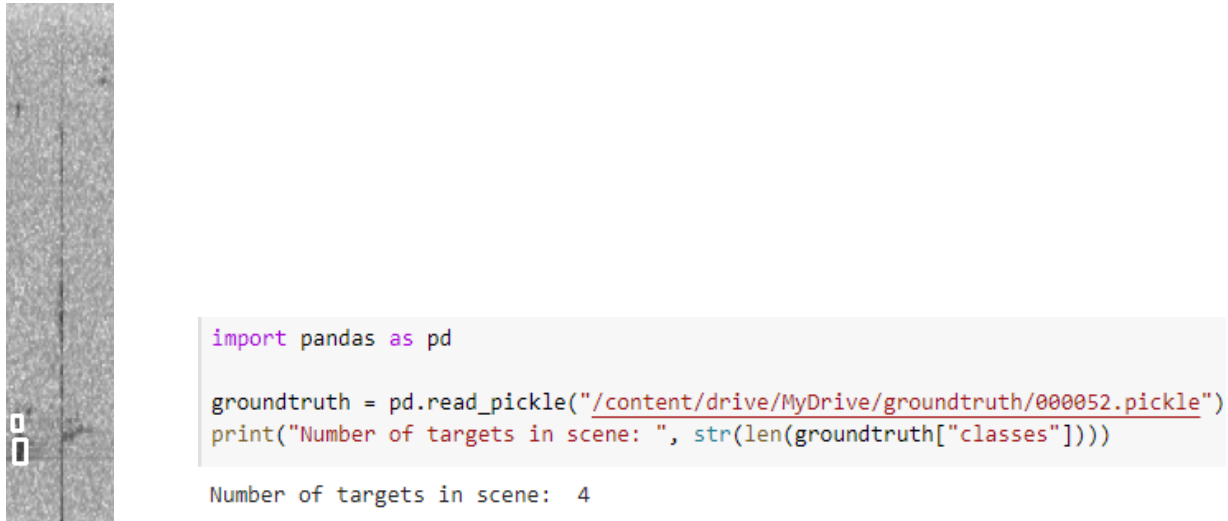 import pandas as pd
groundtruth = pd.read_pickle("/content/drive/MyDrive/groundtruth/000052.pickle")
print("Number of targets in scene: ", str(len(groundtruth["classes"])))
Number of targets in scene:  4